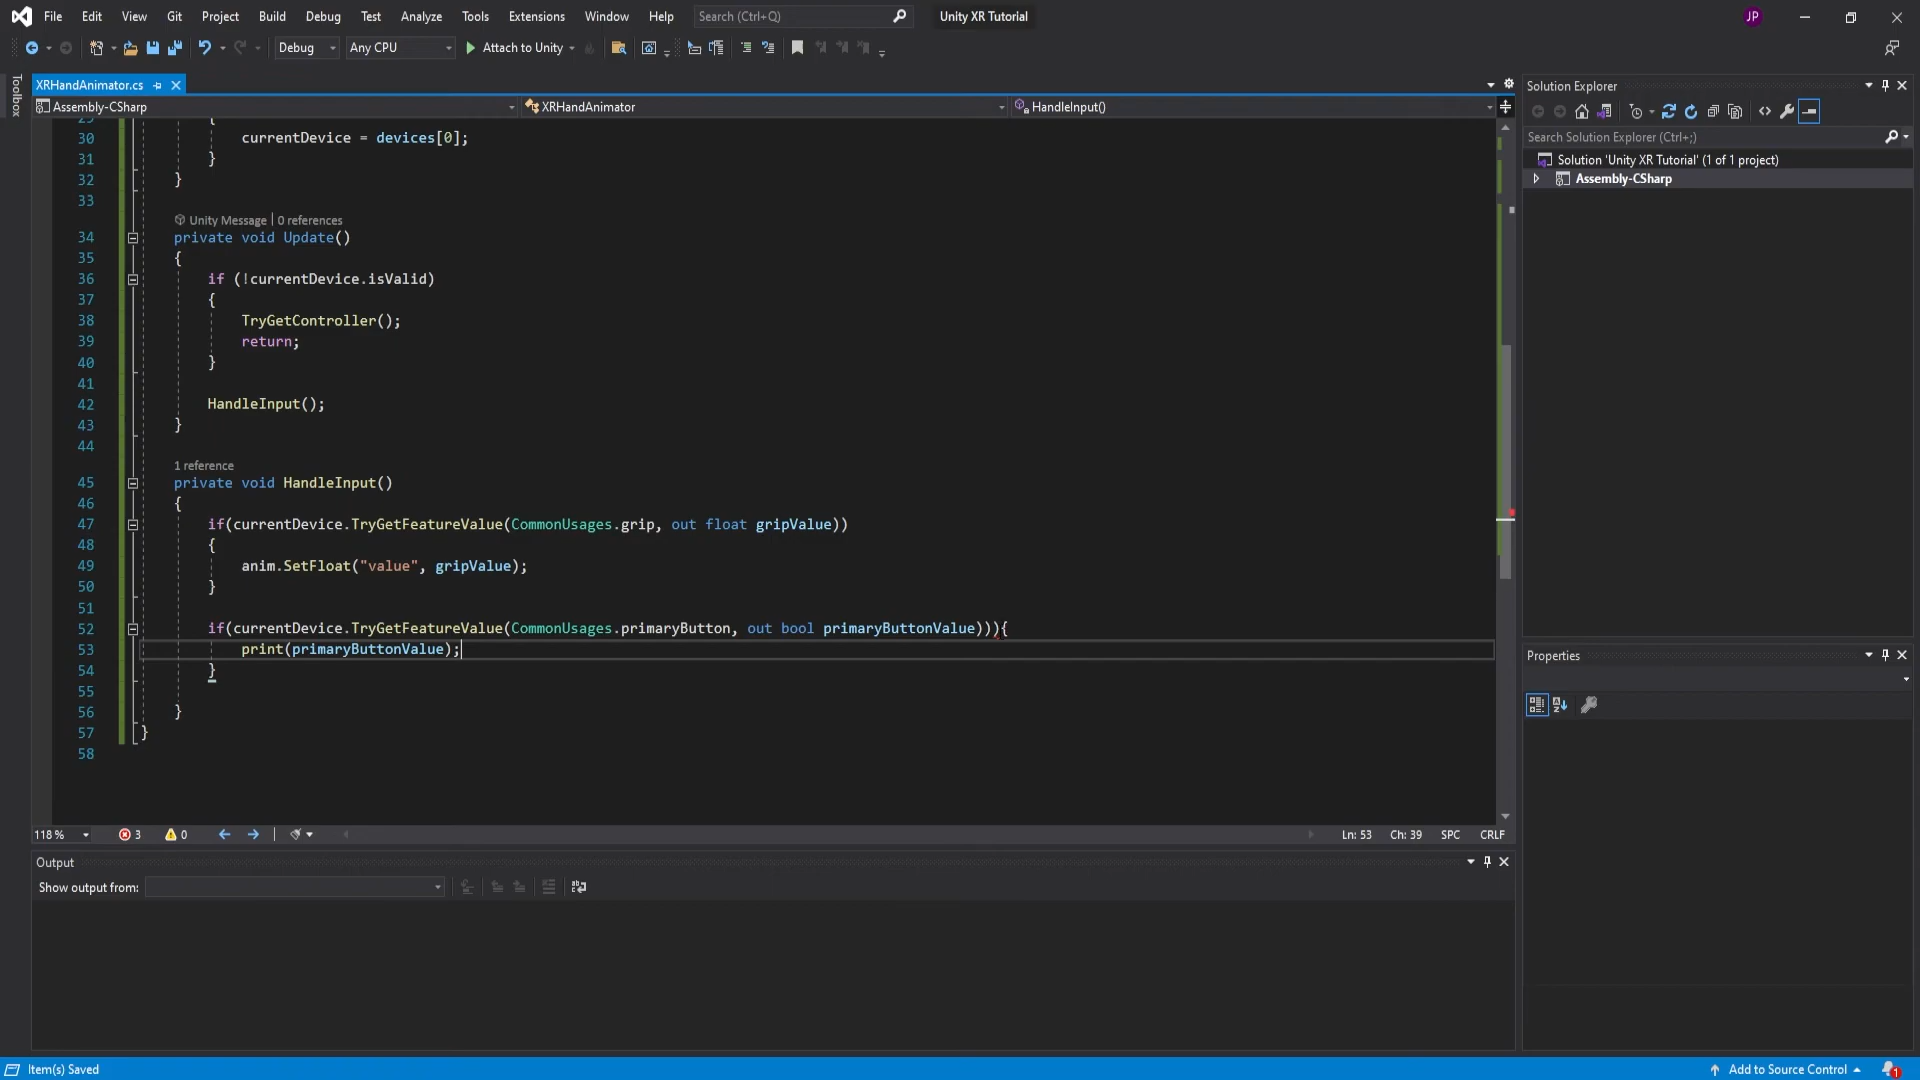 File Edit View Git Project Build Debug Test Analyze Tools Extensions Window Help Search (Ctrl+Q) Unity XR Tutorial JP
Debug Any CPU Attach to Unity
Toolbox
XRHandAnimator.cs
Assembly-CSharp XRHandAnimator HandleInput()
29 {
30 currentDevice = devices[0];
31 }
32 }
33
Unity Message | 0 references
34 private void Update()
35 {
36 if (!currentDevice.isValid)
37 {
38 TryGetController();
39 return;
40 }
41
42 HandleInput();
43 }
44
1 reference
45 private void HandleInput()
46 {
47 if(currentDevice.TryGetFeatureValue(CommonUsages.grip, out float gripValue))
48 {
49 anim.SetFloat("value", gripValue);
50 }
51
52 if(currentDevice.TryGetFeatureValue(CommonUsages.primaryButton, out bool primaryButtonValue))){
53 print(primaryButtonValue);
54 }
55
56 }
57 }
58
118 % 3 0 Ln: 53 Ch: 39 SPC CRLF
Output
Show output from:
Solution Explorer
Search Solution Explorer (Ctrl+;)
Solution 'Unity XR Tutorial' (1 of 1 project)
Assembly-CSharp
Properties
Item(s) Saved Add to Source Control 1